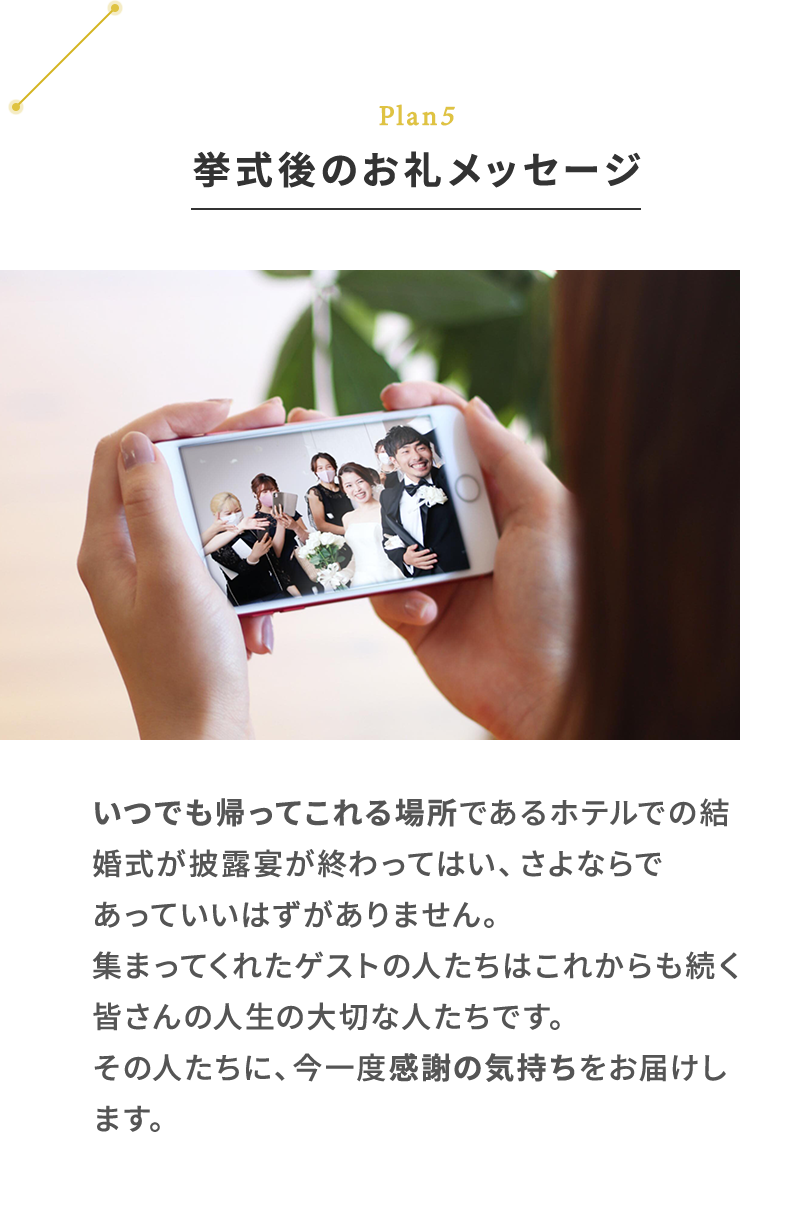 Plan5
挙式後のお礼メッセージ
いつでも帰ってこれる場所であるホテルでの結
婚式が披露宴が終わってはい、さよならで
あっていいはずがありません。
集まってくれたゲストの人たちはこれからも続く
皆さんの人生の大切な人たちです。
その人たちに、今一度感謝の気持ちをお届けし
ます。